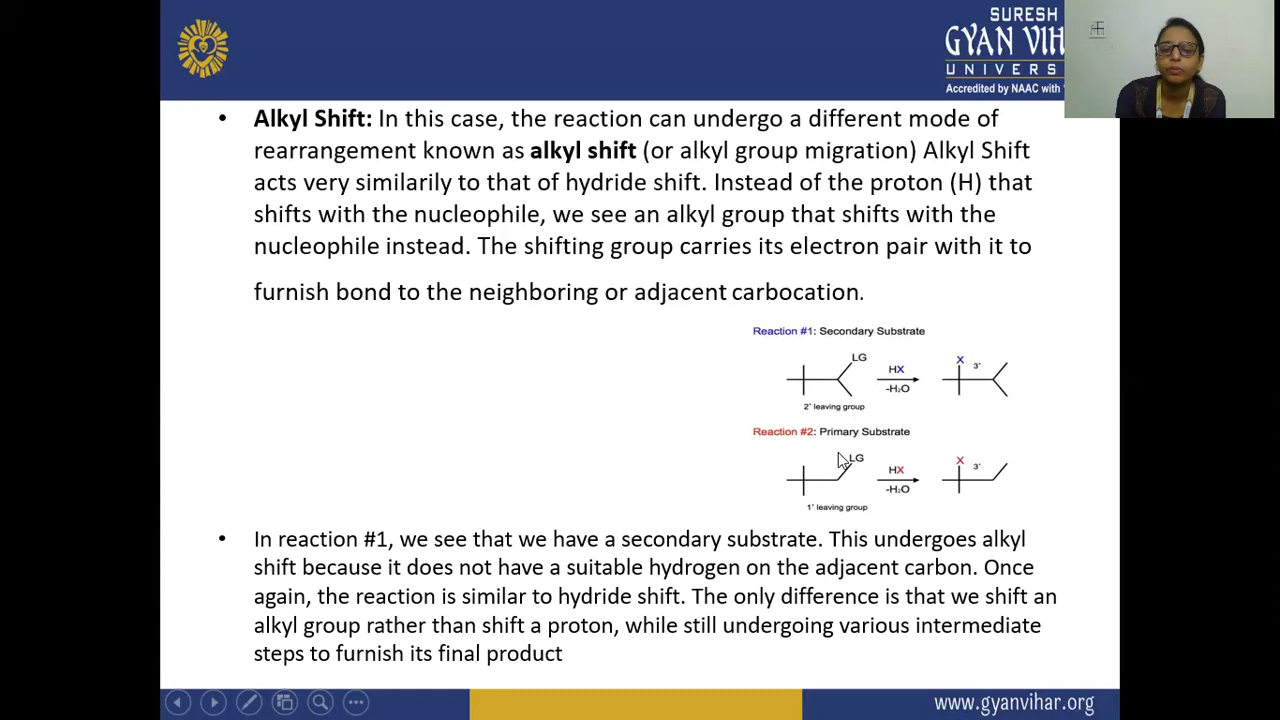 SURESH
GYAN VIH
UNIVERS
Accredited by NAAC with
• Alkyl Shift: In this case, the reaction can undergo a different mode of
rearrangement known as alkyl shift (or alkyl group migration) Alkyl Shift
acts very similarily to that of hydride shift. Instead of the proton (H) that
shifts with the nucleophile, we see an alkyl group that shifts with the
nucleophile instead. The shifting group carries its electron pair with it to
furnish bond to the neighboring or adjacent carbocation.
Reaction #1: Secondary Substrate
LG
HX
-H₂O
X
3°
2° leaving group
Reaction #2: Primary Substrate
LG
HX
-H₂O
X
3°
1° leaving group
• In reaction #1, we see that we have a secondary substrate. This undergoes alkyl
shift because it does not have a suitable hydrogen on the adjacent carbon. Once
again, the reaction is similar to hydride shift. The only difference is that we shift an
alkyl group rather than shift a proton, while still undergoing various intermediate
steps to furnish its final product
www.gyanvihar.org